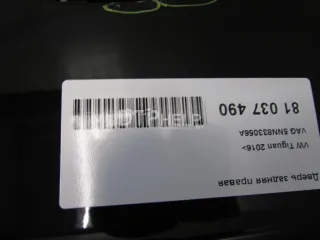 Дверь задняя правая
VW Tiguan 2016>
VAG 5NN833056A
81 037 490